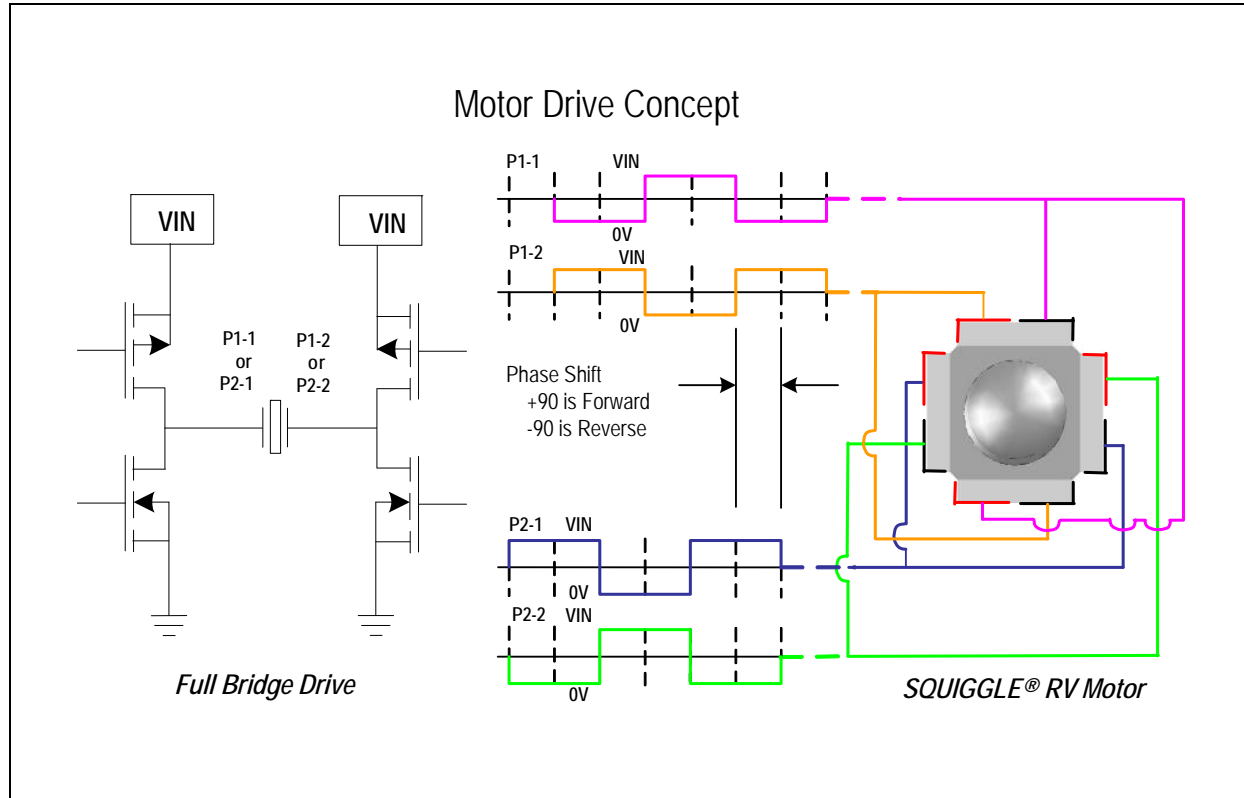 Motor Drive Concept
VIN
VIN
P1-1
or
P2-1
P1-2
or
P2-2
Full Bridge Drive
P1-1
VIN
0V
P1-2
VIN
0V
Phase Shift
+90 is Forward
-90 is Reverse
P2-1
VIN
0V
P2-2
VIN
0V
SQUIGGLE® RV Motor